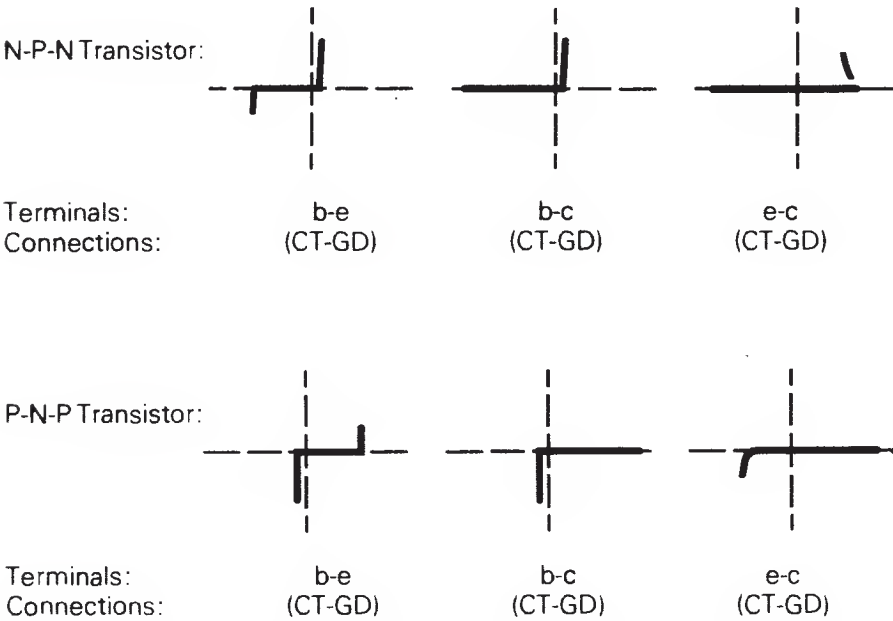 N-P-N Transistor:
Terminals: b-e b-c e-c
Connections: (CT-GD) (CT-GD) (CT-GD)
P-N-P Transistor:
Terminals: b-e b-c e-c
Connections: (CT-GD) (CT-GD) (CT-GD)